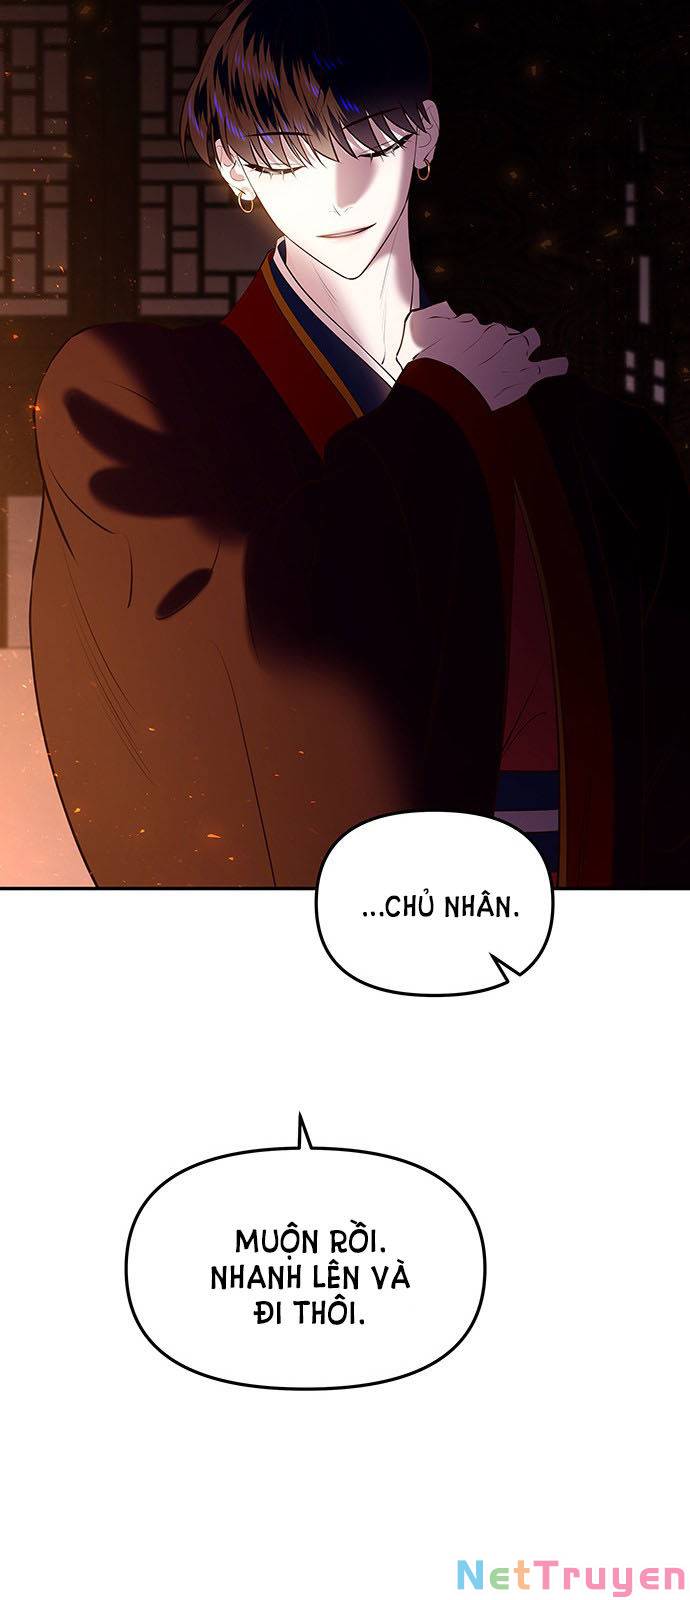 ...CHỦ NHÂN.
MUỘN RỒI.
NHANH LÊN VÀ
ĐI THÔI.
NetTruyen